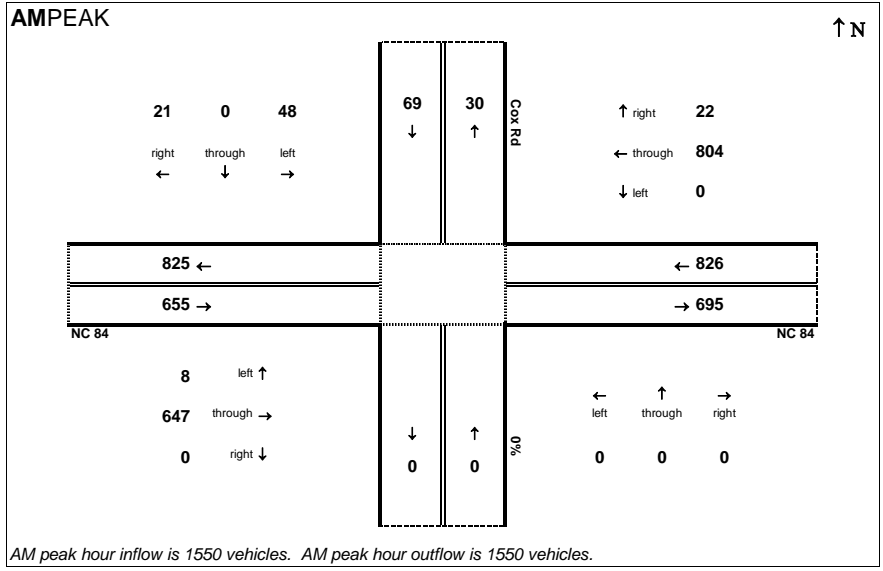 AMPEAK
↑ N
21 0 48
right through left
← ↓ →
69 30
↓ ↑
Cox Rd
↑ right 22
← through 804
↓ left 0
825 ←
655 →
← 826
→ 695
NC 84
NC 84
8 left ↑
647 through →
0 right ↓
↓ ↑
0 0
0%
← ↑ →
left through right
0 0 0
AM peak hour inflow is 1550 vehicles. AM peak hour outflow is 1550 vehicles.